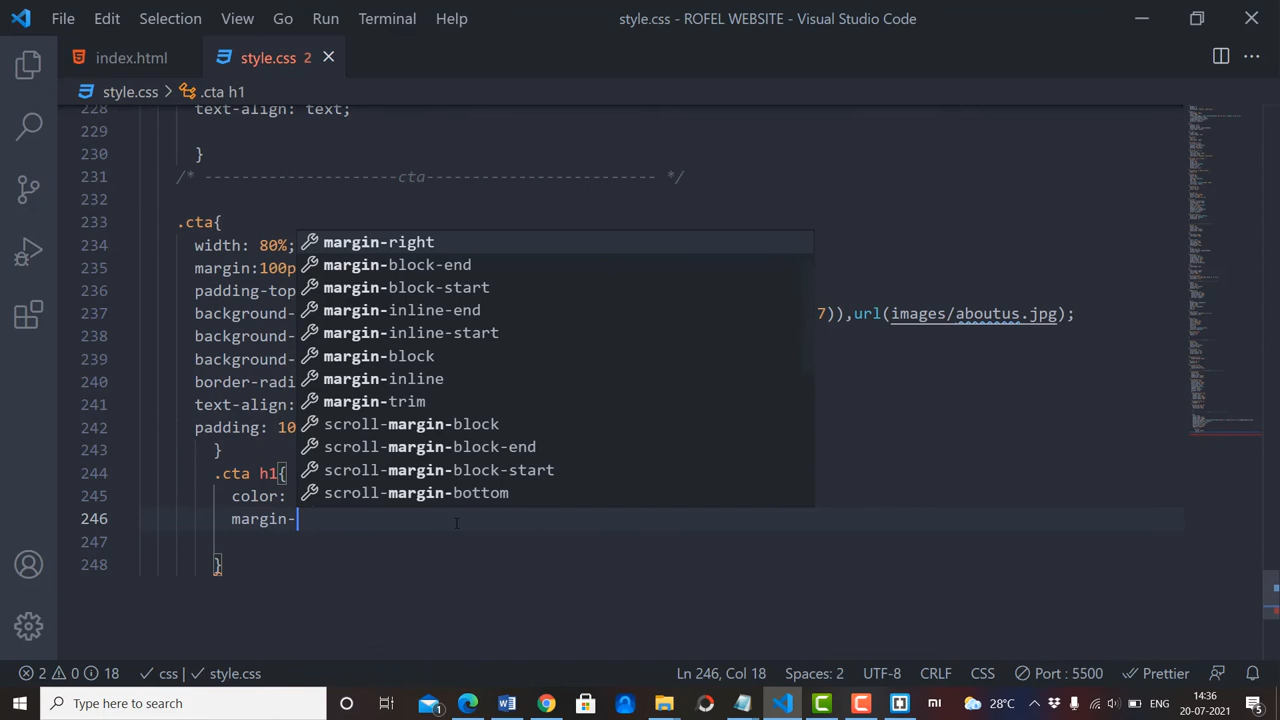 File Edit Selection View Go Run Terminal Help
style.css - ROFEL WEBSITE - Visual Studio Code
index.html
style.css 2
style.css
.cta h1
228 text-align: text;
229
230 }
231 /* ---------------------cta------------------------ */
232
233 .cta{
234 width: 80%;
235 margin:100p
236 padding-top
237 background- 7)),url(images/aboutus.jpg);
238 background-
239 background-
240 border-radi
241 text-align:
242 padding: 10
243 }
244 .cta h1{
245 color:
246 margin-
247
248 }
margin-right
margin-block-end
margin-block-start
margin-inline-end
margin-inline-start
margin-block
margin-inline
margin-trim
scroll-margin-block
scroll-margin-block-end
scroll-margin-block-start
scroll-margin-bottom
2 0 18 css style.css
Ln 246, Col 18 Spaces: 2 UTF-8 CRLF CSS Port : 5500 Prettier
Type here to search
1
mi 28°C
14:36
20-07-2021
5